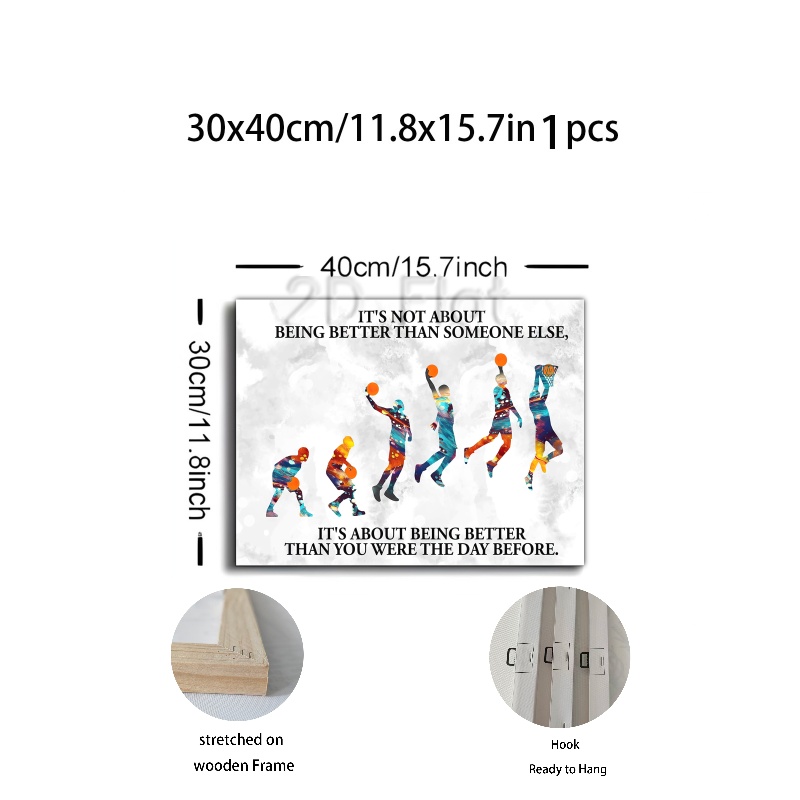 30x40cm/11.8x15.7in 1 pcs
40cm/15.7inch
2D Flat
30cm/11.8inch
IT'S NOT ABOUT
BEING BETTER THAN SOMEONE ELSE,
IT'S ABOUT BEING BETTER
THAN YOU WERE THE DAY BEFORE.
stretched on
wooden Frame
Hook
Ready to Hang